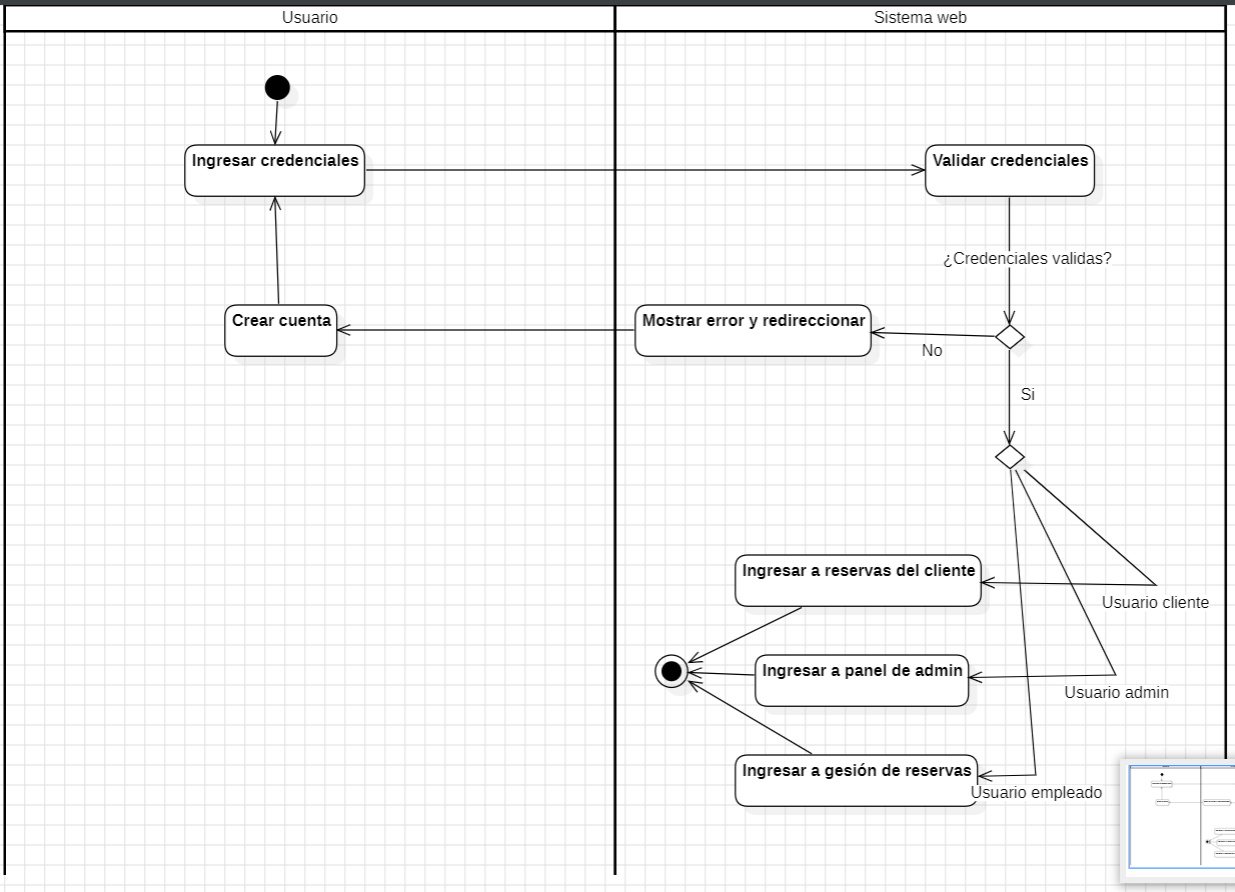 Usuario
Sistema web
Ingresar credenciales
Validar credenciales
¿Credenciales validas?
Crear cuenta
Mostrar error y redireccionar
No
Si
Ingresar a reservas del cliente
Usuario cliente
Ingresar a panel de admin
Usuario admin
Ingresar a gesión de reservas
Usuario empleado